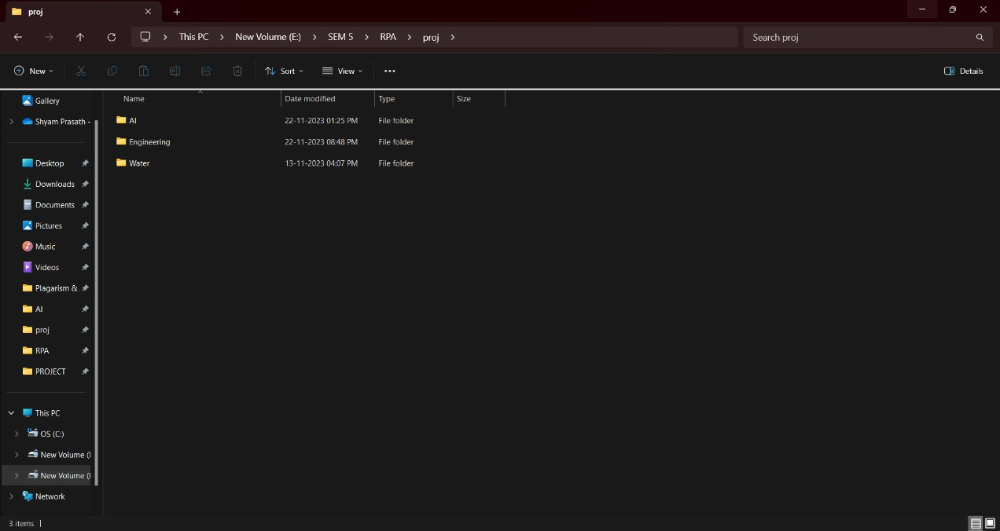 proj
This PC New Volume (E:) SEM 5 RPA proj
Search proj
New Sort View Details
Name Date modified Type Size
AI 22-11-2023 01:25 PM File folder
Engineering 22-11-2023 08:48 PM File folder
Water 13-11-2023 04:07 PM File folder
Gallery
Shyam Prasath -
Desktop
Downloads
Documents
Pictures
Music
Videos
Plagarism &
AI
proj
RPA
PROJECT
This PC
OS (C:)
New Volume (
New Volume (
Network
3 items